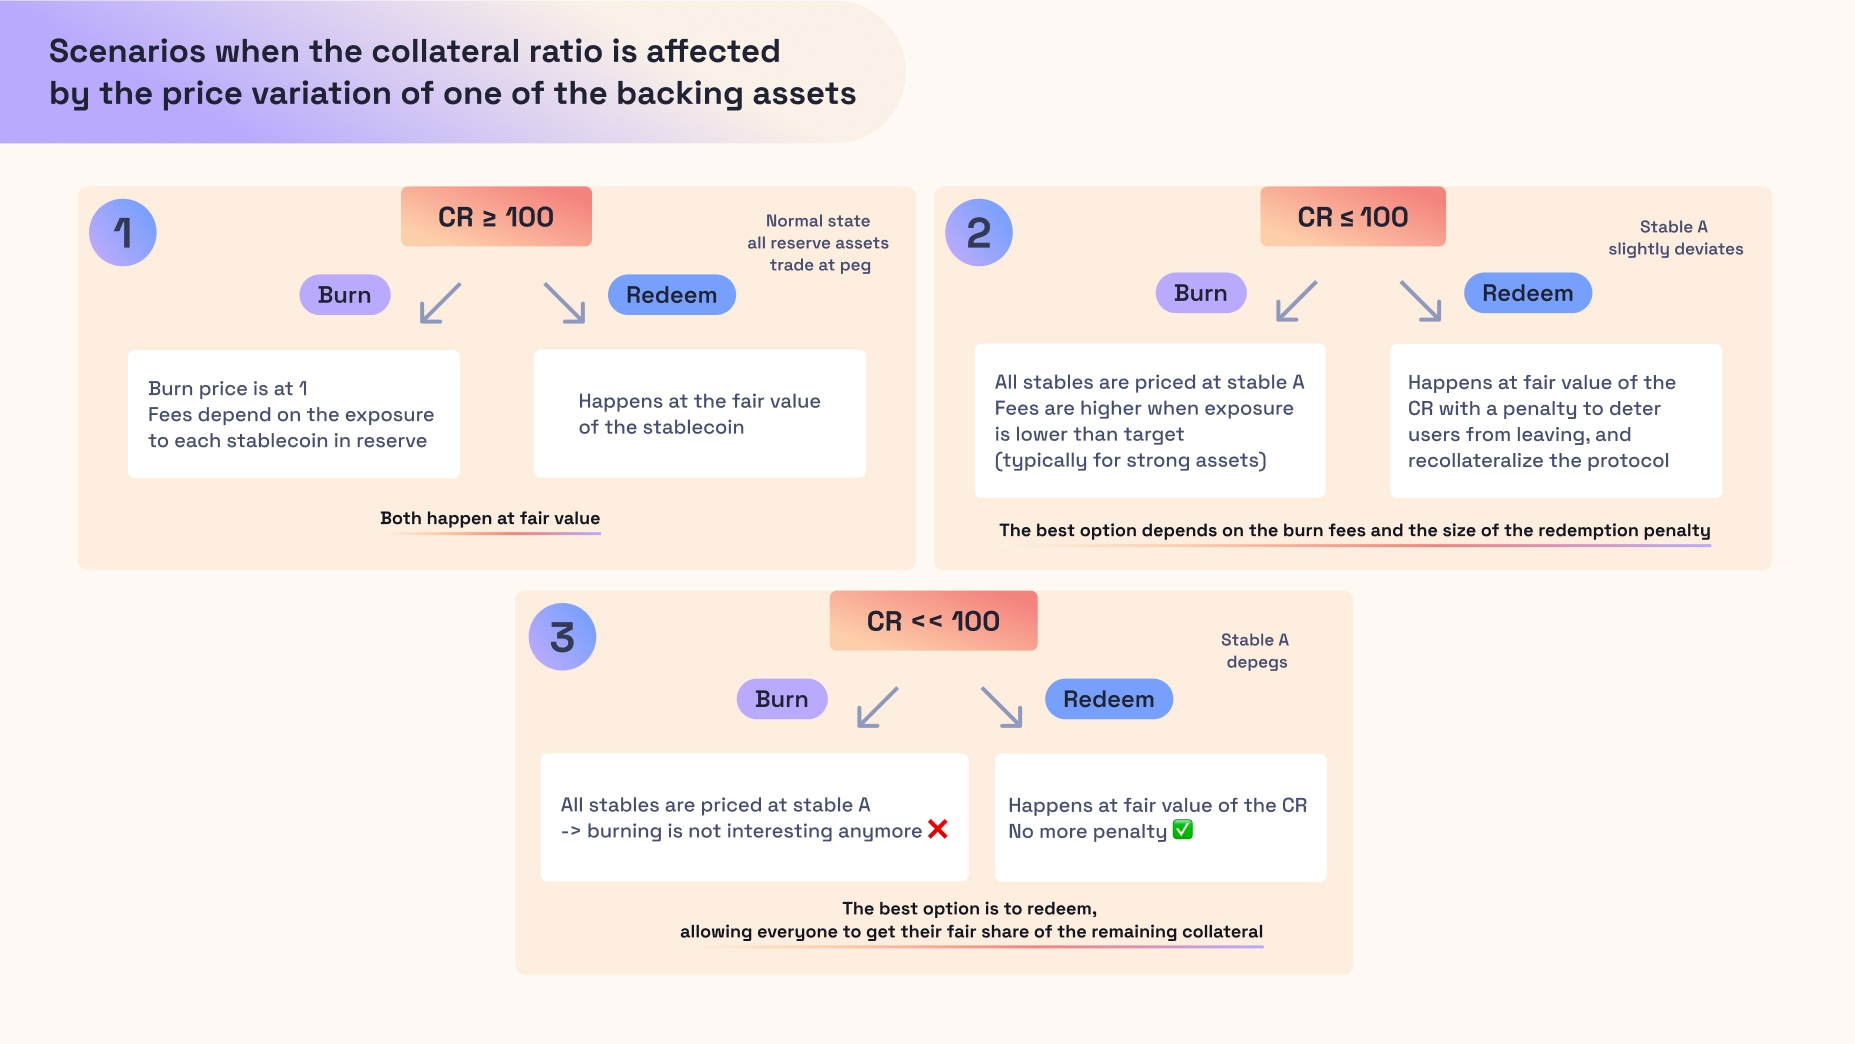 Scenarios when the collateral ratio is affected
by the price variation of one of the backing assets
1
CR ≥ 100
Normal state
all reserve assets
trade at peg
Burn
Redeem
Burn price is at 1
Fees depend on the exposure
to each stablecoin in reserve
Happens at the fair value
of the stablecoin
Both happen at fair value
2
CR ≤ 100
Stable A
slightly deviates
Burn
Redeem
All stables are priced at stable A
Fees are higher when exposure
is lower than target
(typically for strong assets)
Happens at fair value of the
CR with a penalty to deter
users from leaving, and
recollateralize the protocol
The best option depends on the burn fees and the size of the redemption penalty
3
CR << 100
Stable A
depegs
Burn
Redeem
All stables are priced at stable A
-> burning is not interesting anymore ❌
Happens at fair value of the CR
No more penalty ✅
The best option is to redeem,
allowing everyone to get their fair share of the remaining collateral